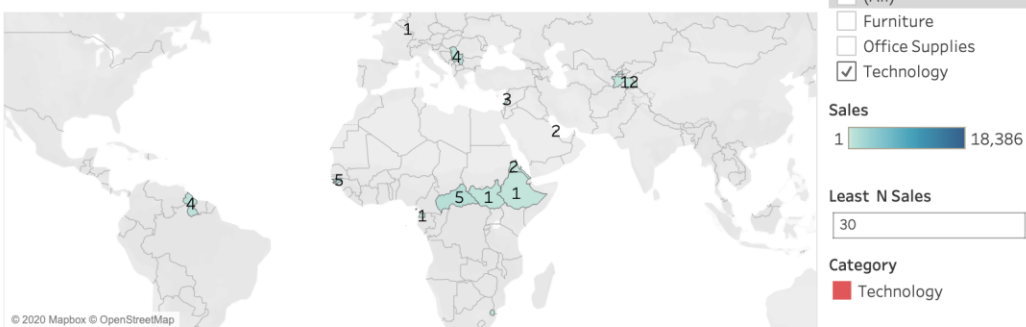 (All)
Furniture
Office Supplies
Technology
Sales
1 18,386
Least N Sales
30
Category
Technology
1
4
12
3
2
2
5
5 1 1
4
1
© 2020 Mapbox © OpenStreetMap